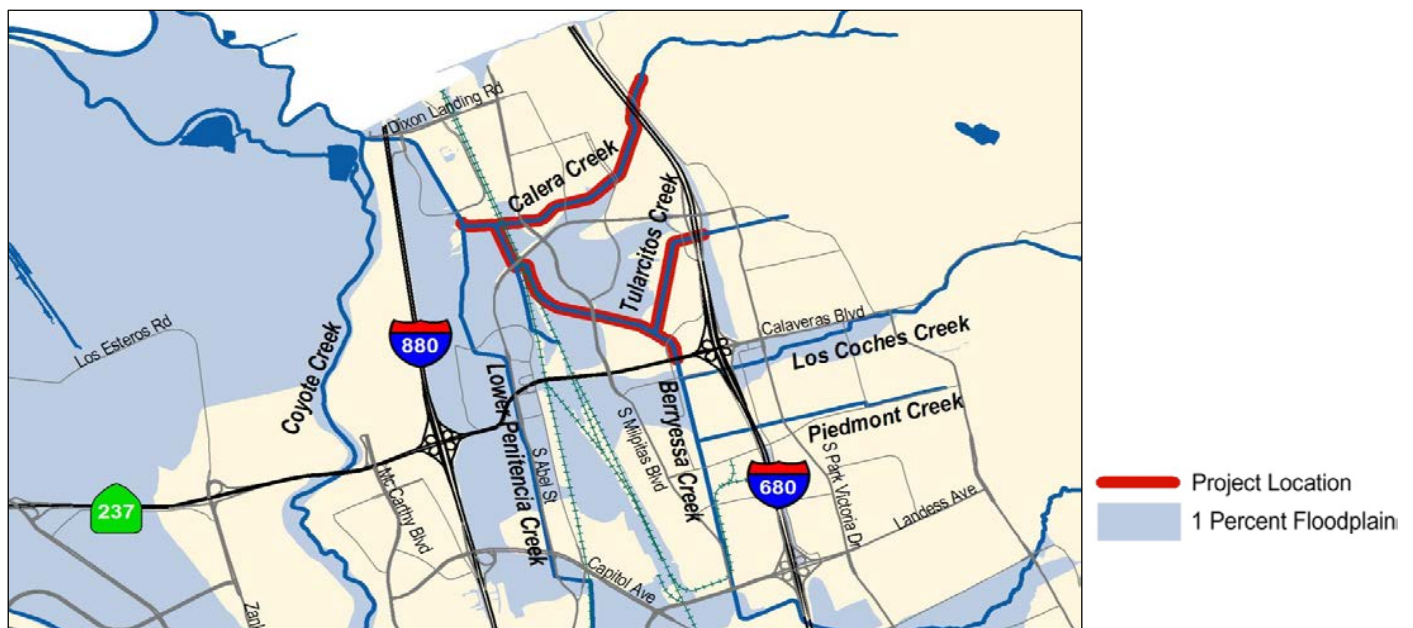 Dixon Landing Rd
Calera Creek
Tularcitos Creek
Los Esteros Rd
Coyote Creek
880
Calaveras Blvd
Los Coches Creek
Lower Penitencia Creek
Berryessa Creek
Piedmont Creek
S Milpitas Blvd
S Abel St
S Park Victoria Dr
237
Mc Carthy Blvd
680
Landess Ave
Capitol Ave
Zank
Project Location
1 Percent Floodplain